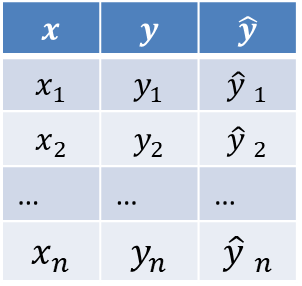 x y ŷ
x₁ y₁ ŷ ₁
x₂ y₂ ŷ ₂
... ... ...
xₙ yₙ ŷ ₙ